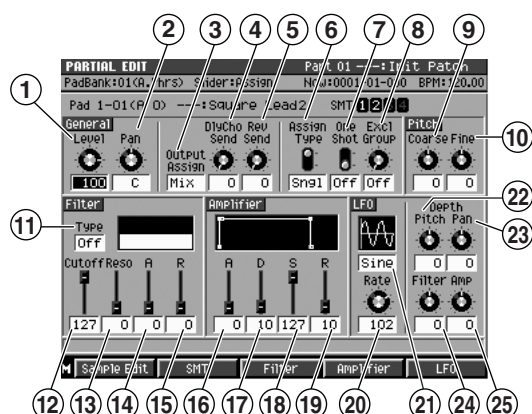 ② ③ ④ ⑤ ⑥ ⑦ ⑧ ⑨
PARTIAL EDIT Part 01 ---: Init Patch
PadBank:01(A. hrs) Assign Now:0001-01-000 BPM:120.00
① Pad 1-01(A 0) ---:Square Lead2 SMT 1 2 3 4
General DlyCho Rev Assign One Excl Pitch
Level Pan Send Send Type Shot Group Coarse Fine ⑩
Output
Assign
100 C Mix 0 0 Sngl Off Off 0 0
Filter Amplifier LFO ㉒
⑪ Type Depth
Off Pitch Pan ㉓
Cutoff Reso A R A D S R Sine 0 0
Rate Filter Amp
127 0 0 0 0 10 127 10 102 0 0
M Sample Edit SMT Filter Amplifier LFO
⑫ ⑬ ⑭ ⑮ ⑯ ⑰ ⑱ ⑲ ⑳ ㉑ ㉔ ㉕